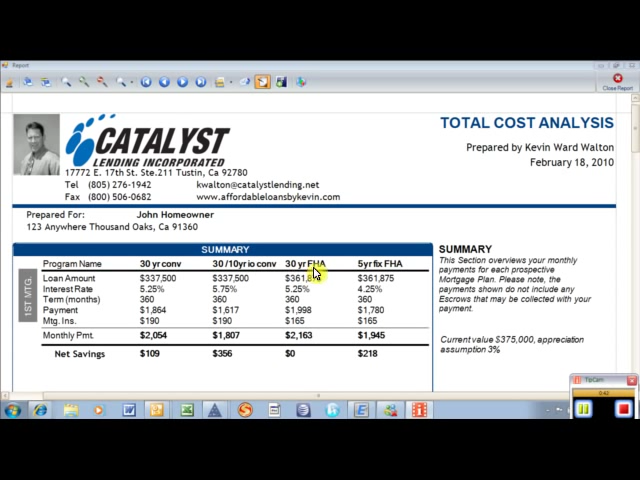 Report
Close Report
CATALYST
LENDING INCORPORATED
17772 E. 17th St. Ste.211 Tustin, CA 92780
Tel (805) 276-1942 kwalton@catalystlending.net
Fax (800) 506-0682 www.affordableloansbykevin.com
TOTAL COST ANALYSIS
Prepared by Kevin Ward Walton
February 18, 2010
Prepared For: John Homeowner
123 Anywhere Thousand Oaks, Ca 91360
SUMMARY
Program Name 30 yr conv 30 /10yr io conv 30 yr FHA 5yr fix FHA
1ST MTG.
Loan Amount $337,500 $337,500 $361,875
Interest Rate 5.25% 5.75% 5.25% 4.25%
Term (months) 360 360 360 360
Payment $1,864 $1,617 $1,998 $1,780
Mtg. Ins. $190 $190 $165 $165
Monthly Pmt. $2,054 $1,807 $2,163 $1,945
Net Savings $109 $356 $0 $218
SUMMARY
This Section overviews your monthly
payments for each prospective
Mortgage Plan. Please note, the
payments shown do not include any
Escrows that may be collected with your
payment.
Current value $375,000, appreciation
assumption 3%
TipCam
0:42